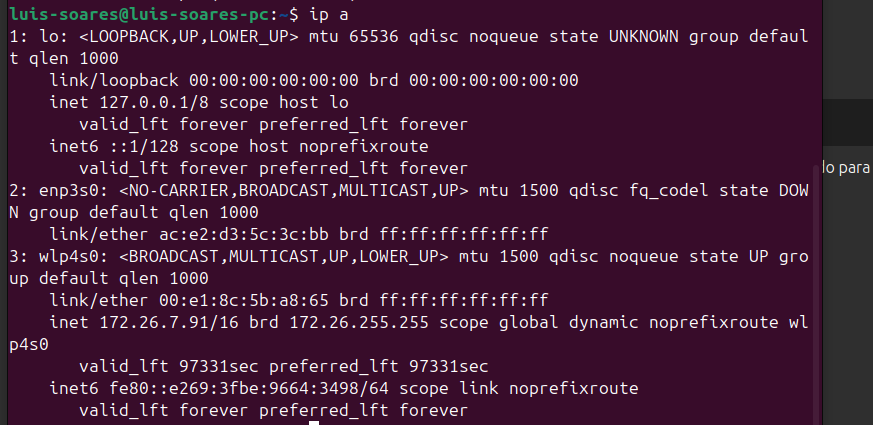 luis-soares@luis-soares-pc:~$ ip a
1: lo: <LOOPBACK,UP,LOWER_UP> mtu 65536 qdisc noqueue state UNKNOWN group defaul
t qlen 1000
    link/loopback 00:00:00:00:00:00 brd 00:00:00:00:00:00
    inet 127.0.0.1/8 scope host lo
       valid_lft forever preferred_lft forever
    inet6 ::1/128 scope host noprefixroute
       valid_lft forever preferred_lft forever
2: enp3s0: <NO-CARRIER,BROADCAST,MULTICAST,UP> mtu 1500 qdisc fq_codel state DOW
N group default qlen 1000
    link/ether ac:e2:d3:5c:3c:bb brd ff:ff:ff:ff:ff:ff
3: wlp4s0: <BROADCAST,MULTICAST,UP,LOWER_UP> mtu 1500 qdisc noqueue state UP gro
up default qlen 1000
    link/ether 00:e1:8c:5b:a8:65 brd ff:ff:ff:ff:ff:ff
    inet 172.26.7.91/16 brd 172.26.255.255 scope global dynamic noprefixroute wl
p4s0
       valid_lft 97331sec preferred_lft 97331sec
    inet6 fe80::e269:3fbe:9664:3498/64 scope link noprefixroute
       valid_lft forever preferred_lft forever
lo para